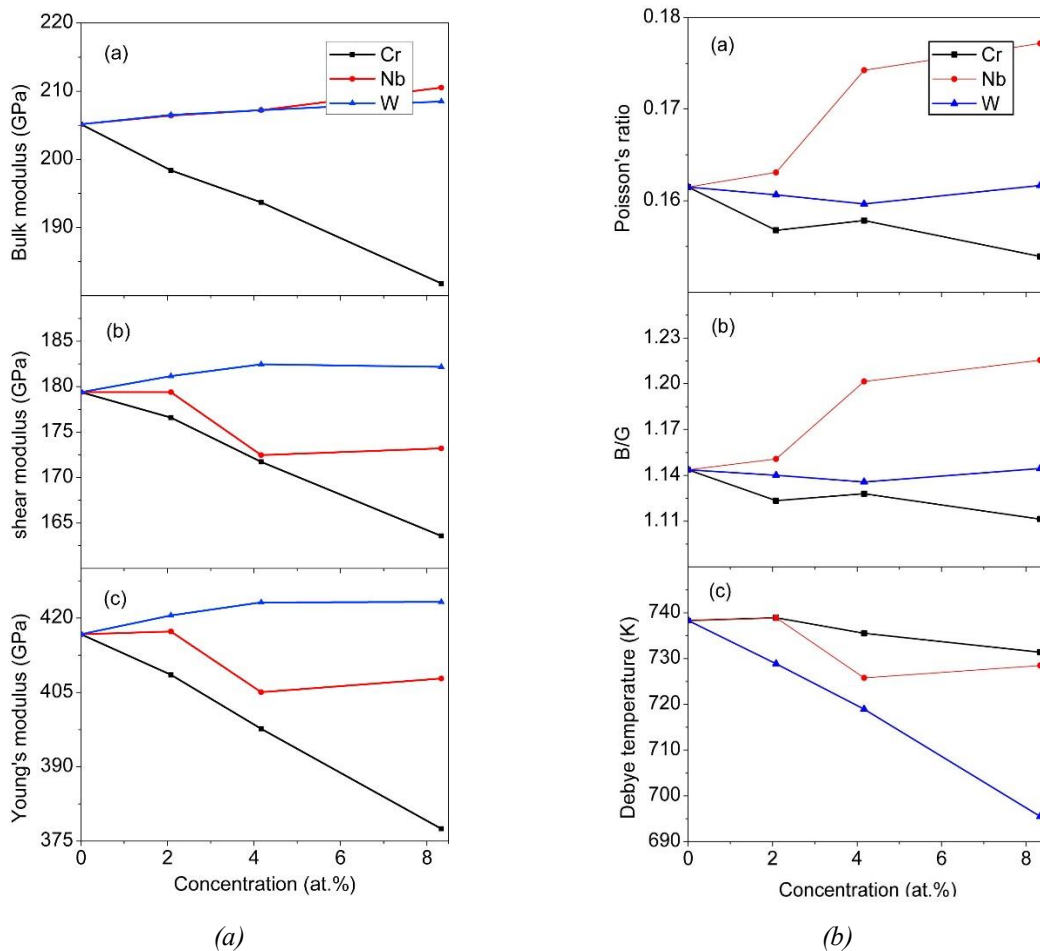 220
210
200
190
Bulk modulus (GPa)
(a)
Cr
Nb
W
185
180
175
170
165
shear modulus (GPa)
(b)
420
405
390
375
Young's modulus (GPa)
(c)
0 2 4 6 8
Concentration (at.%)
(a)
0.18
0.17
0.16
Poisson's ratio
(a)
Cr
Nb
W
1.23
1.20
1.17
1.14
1.11
B/G
(b)
740
730
720
710
700
690
Debye temperature (K)
(c)
0 2 4 6 8
Concentration (at.%)
(b)